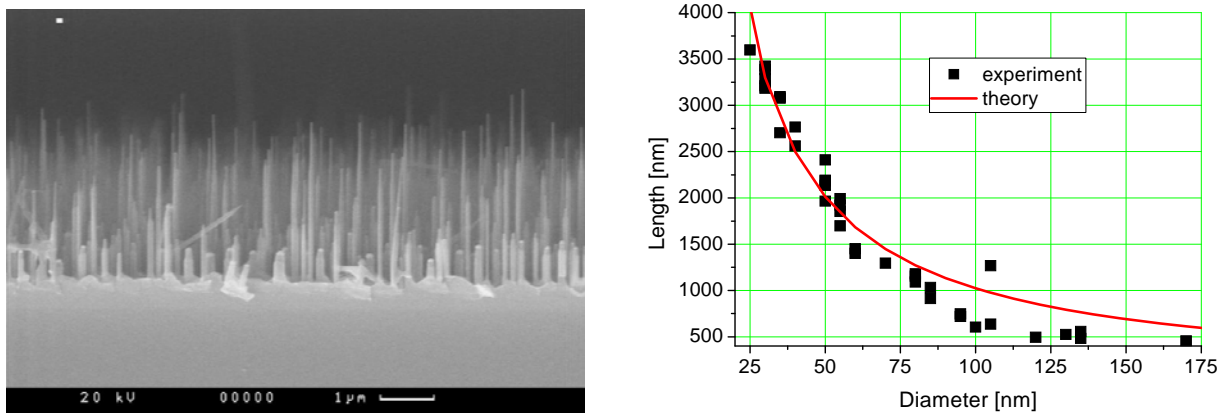 20 kV 00000 1μm
4000
3500
3000
2500
2000
1500
1000
500
Length [nm]
experiment
theory
25 50 75 100 125 150 175
Diameter [nm]